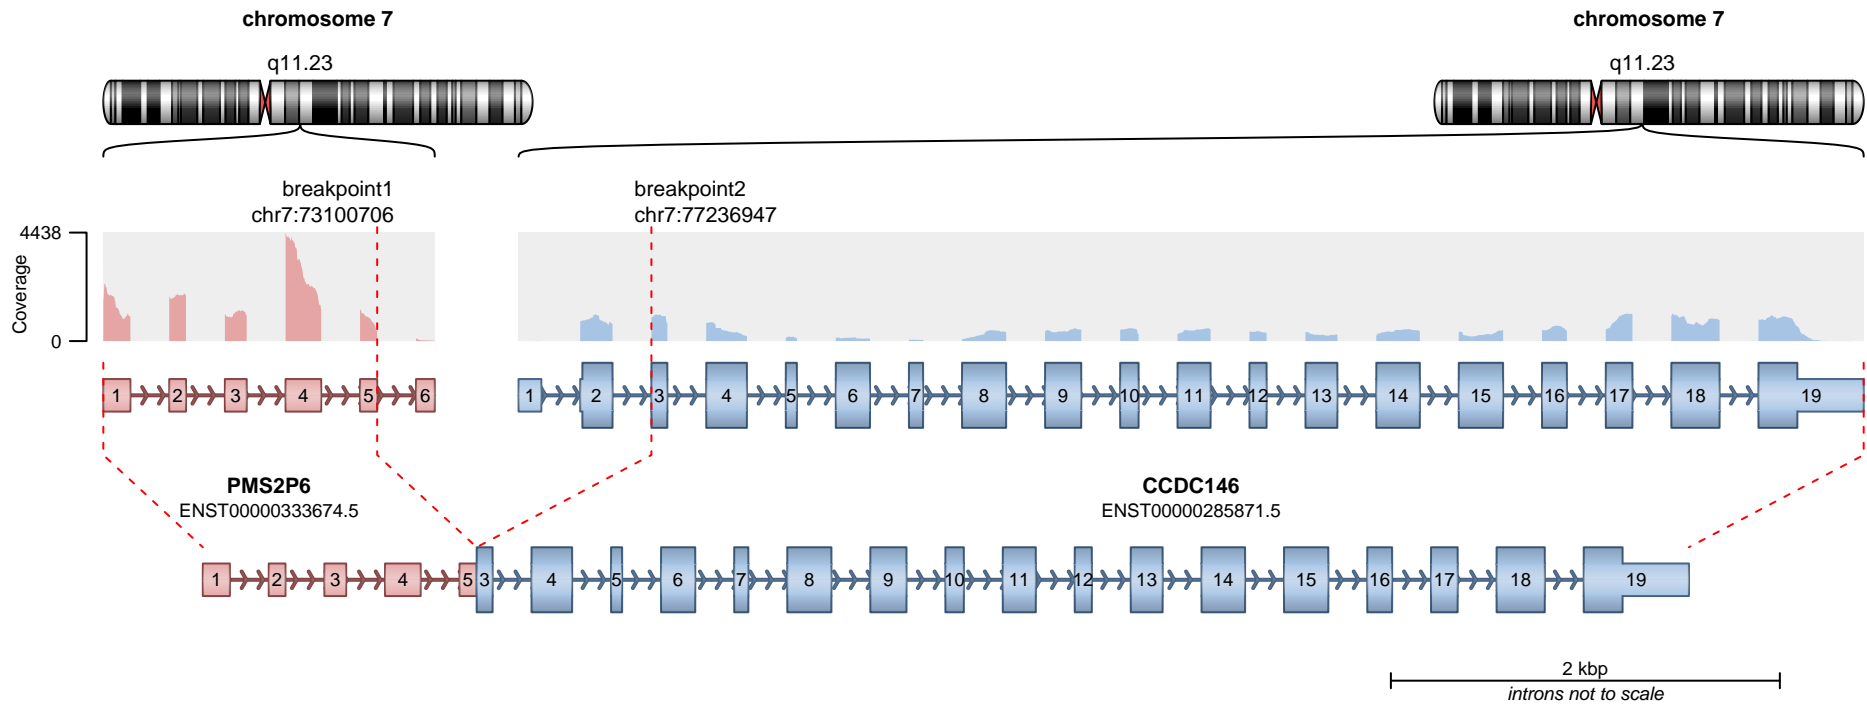 chromosome 7
chromosome 7
q11.23
q11.23
breakpoint1
chr7:73100706
breakpoint2
chr7:77236947
4438
Coverage
0
1 2 3 4 5 6
1 2 3 4 5 6 7 8 9 10 11 12 13 14 15 16 17 18 19
PMS2P6
ENST00000333674.5
CCDC146
ENST00000285871.5
1 2 3 4 5 3 4 5 6 7 8 9 10 11 12 13 14 15 16 17 18 19
2 kbp
introns not to scale